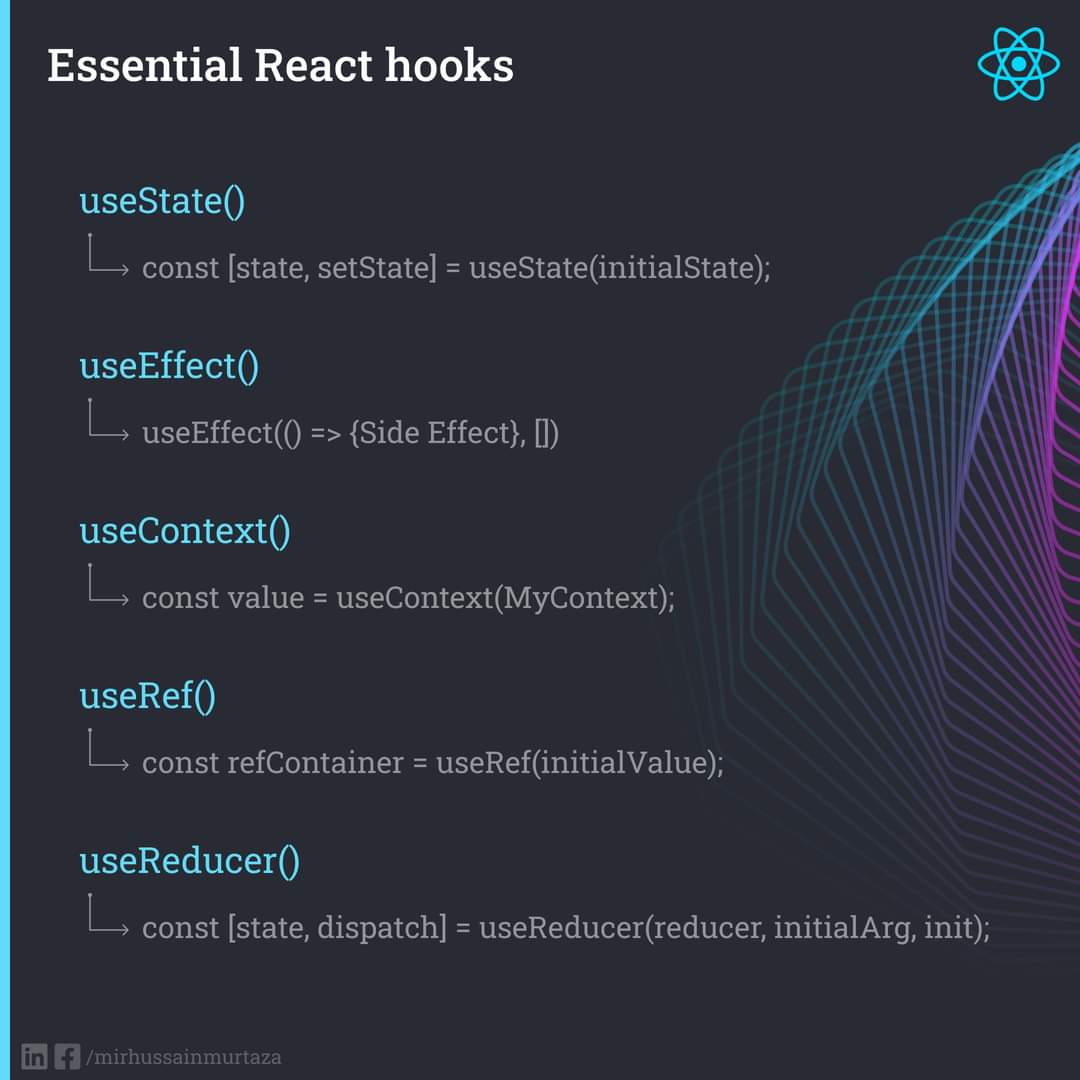 Essential React hooks
useState()
const [state, setState] = useState(initialState);
useEffect()
useEffect(() => {Side Effect}, [])
useContext()
const value = useContext(MyContext);
useRef()
const refContainer = useRef(initialValue);
useReducer()
const [state, dispatch] = useReducer(reducer, initialArg, init);
in f /mirhussainmurtaza